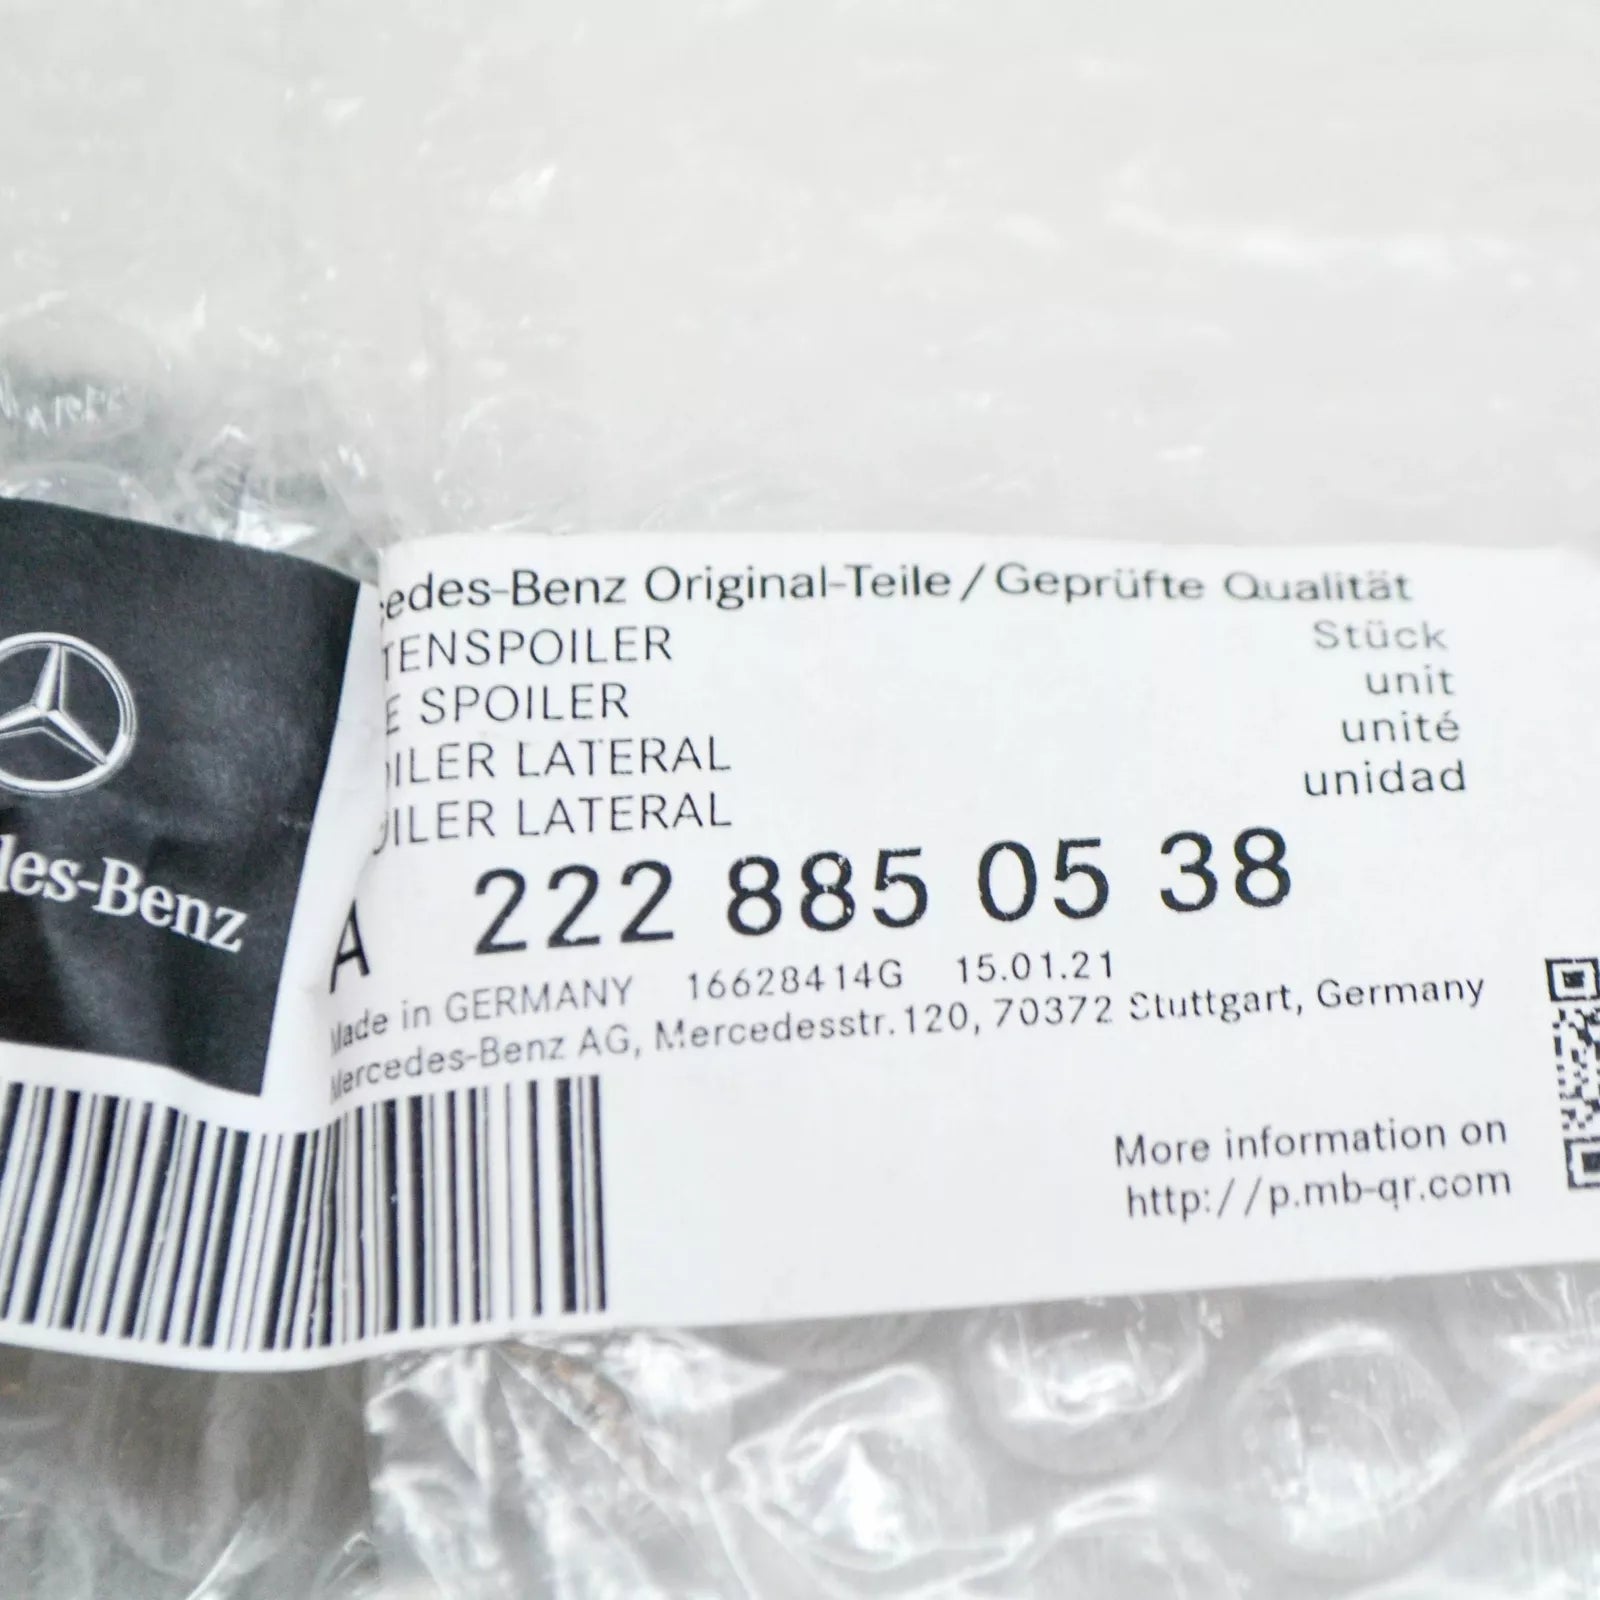 des-Benz
edes-Benz Original-Teile / Geprüfte Qualität
TENSPOILER
Stück
E SPOILER
unit
ILER LATERAL
unité
ILER LATERAL
unidad
A 222 885 05 38
Made in GERMANY 16628414G 15.01.21
Mercedes-Benz AG, Mercedesstr.120, 70372 Stuttgart, Germany
More information on
http://p.mb-qr.com